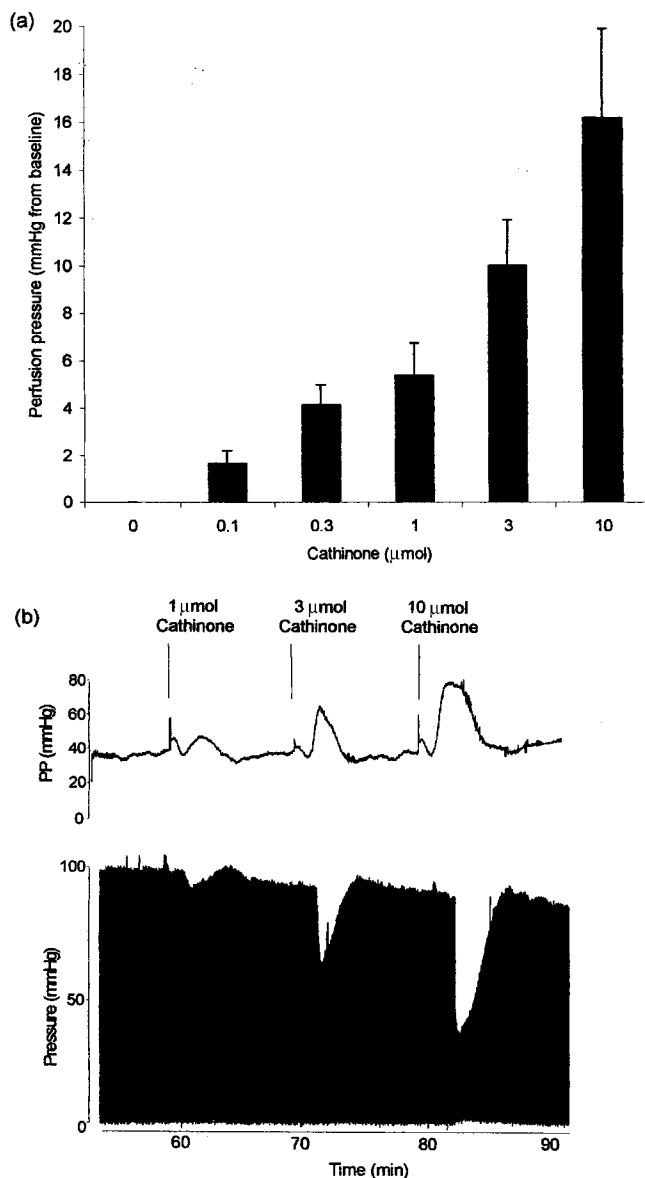 (a)
20
18
16
14
12
10
8
6
4
2
0
Perfusion pressure (mmHg from baseline)
0 0.1 0.3 1 3 10
Cathinone (μmol)
(b)
1 μmol Cathinone
3 μmol Cathinone
10 μmol Cathinone
80
60
40
20
0
PP (mmHg)
100
50
0
Pressure (mmHg)
60 70 80 90
Time (min)